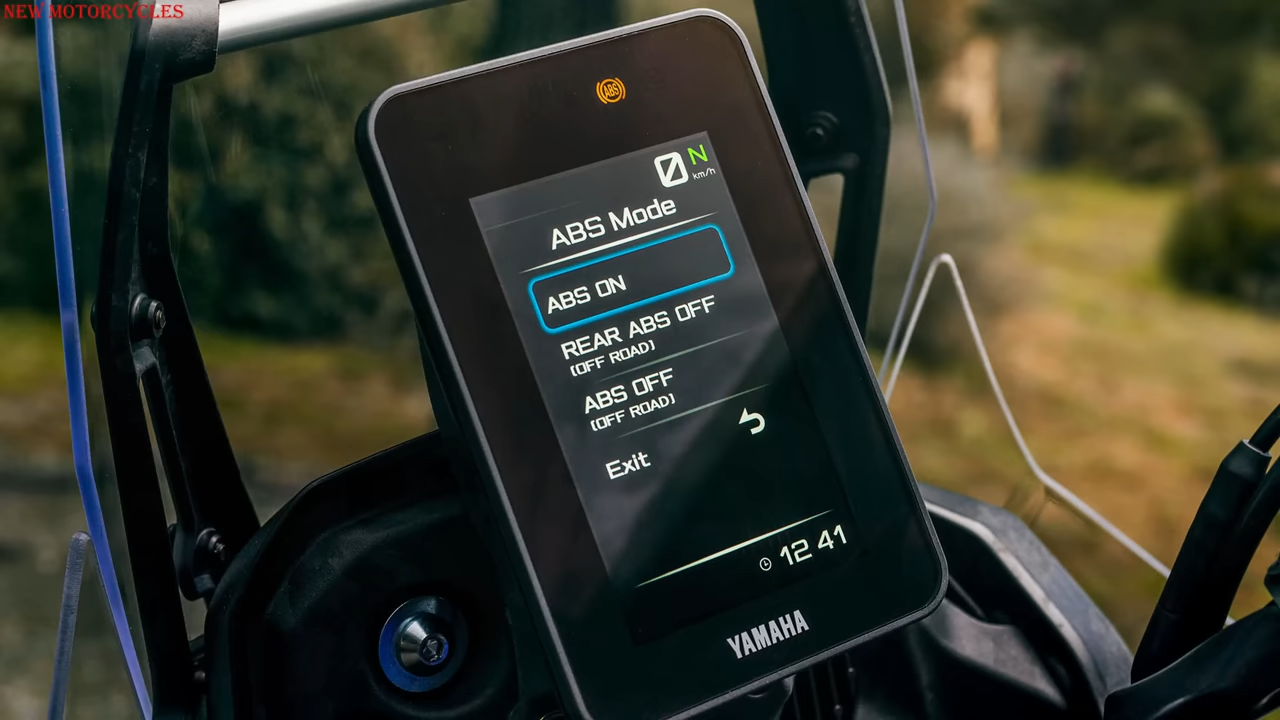 NEW MOTORCYCLES
ABS
0 N
km/h
ABS Mode
ABS ON
REAR ABS OFF
(OFF ROAD)
ABS OFF
(OFF ROAD)
Exit
12 41
YAMAHA